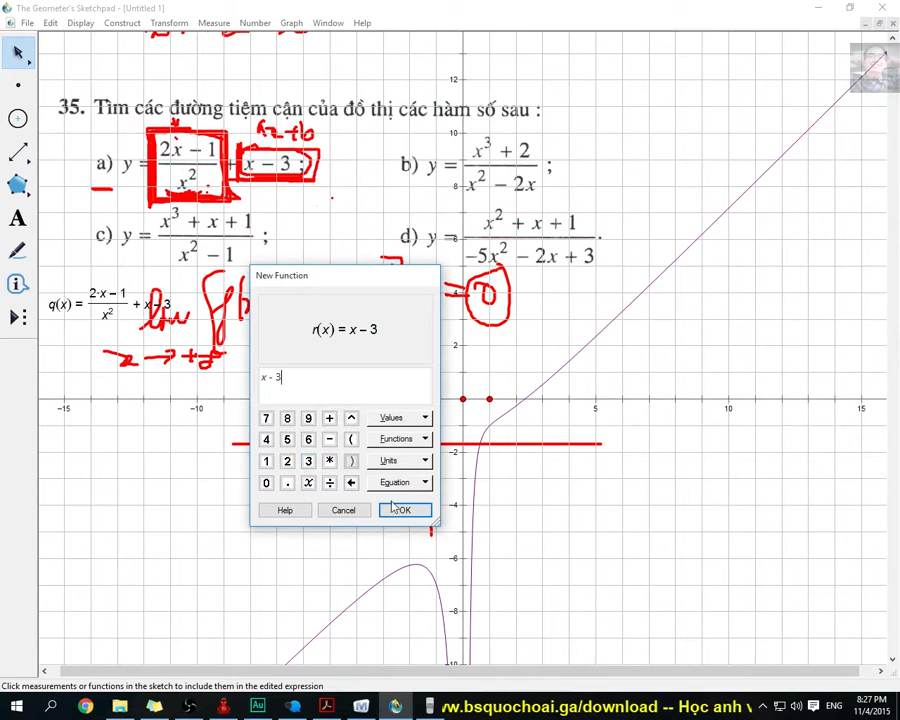 The Geometer's Sketchpad - [Untitled 1]
File Edit Display Construct Transform Measure Number Graph Window Help
35. Tìm các đường tiệm cận của đồ thị các hàm số sau :
ax+b
a) y = (2x − 1)/x² + x − 3 ;
b) y = (x³ + 2)/(x² − 2x) ;
c) y = (x³ + x + 1)/(x² − 1) ;
d) y = (x² + x + 1)/(−5x² − 2x + 3).
q(x) = (2·x − 1)/x² + x − 3
lim
x → +∞
= 0
New Function
r(x) = x − 3
x - 3
7 8 9 + ^ Values
4 5 6 − ( Functions
1 2 3 * ) Units
0 . x ÷ ← Equation
Help Cancel OK
12
10
8
6
4
2
-15 -10 5 10 15
-2
-4
-6
-8
-10
Click measurements or functions in the sketch to include them in the edited expression
ww.bsquochoai.ga/download -- Học anh v
ENG
8:27 PM
11/4/2015